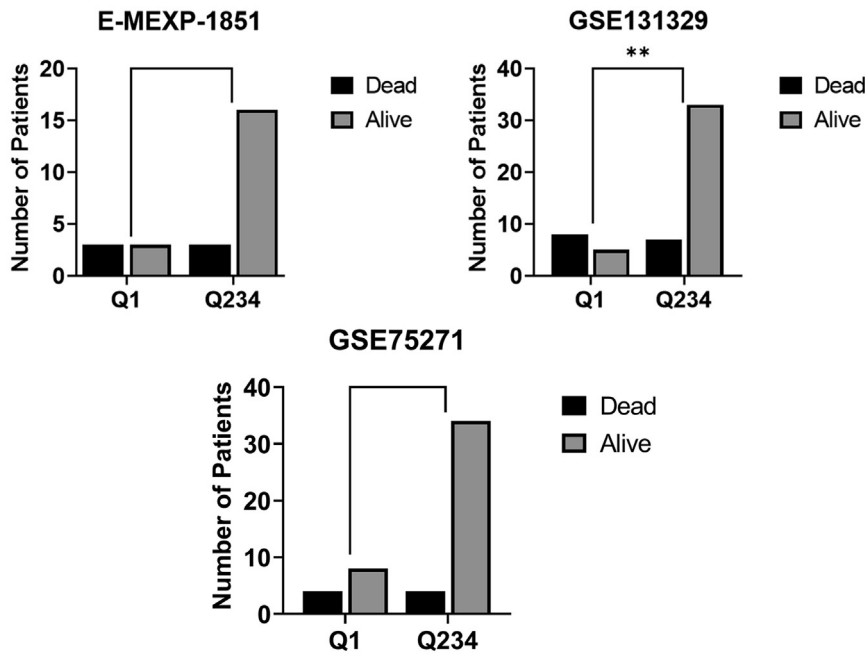 E-MEXP-1851
Number of Patients
20
15
10
5
0
Q1 Q234
Dead
Alive
GSE131329
**
Number of Patients
40
30
20
10
0
Q1 Q234
Dead
Alive
GSE75271
Number of Patients
40
30
20
10
0
Q1 Q234
Dead
Alive